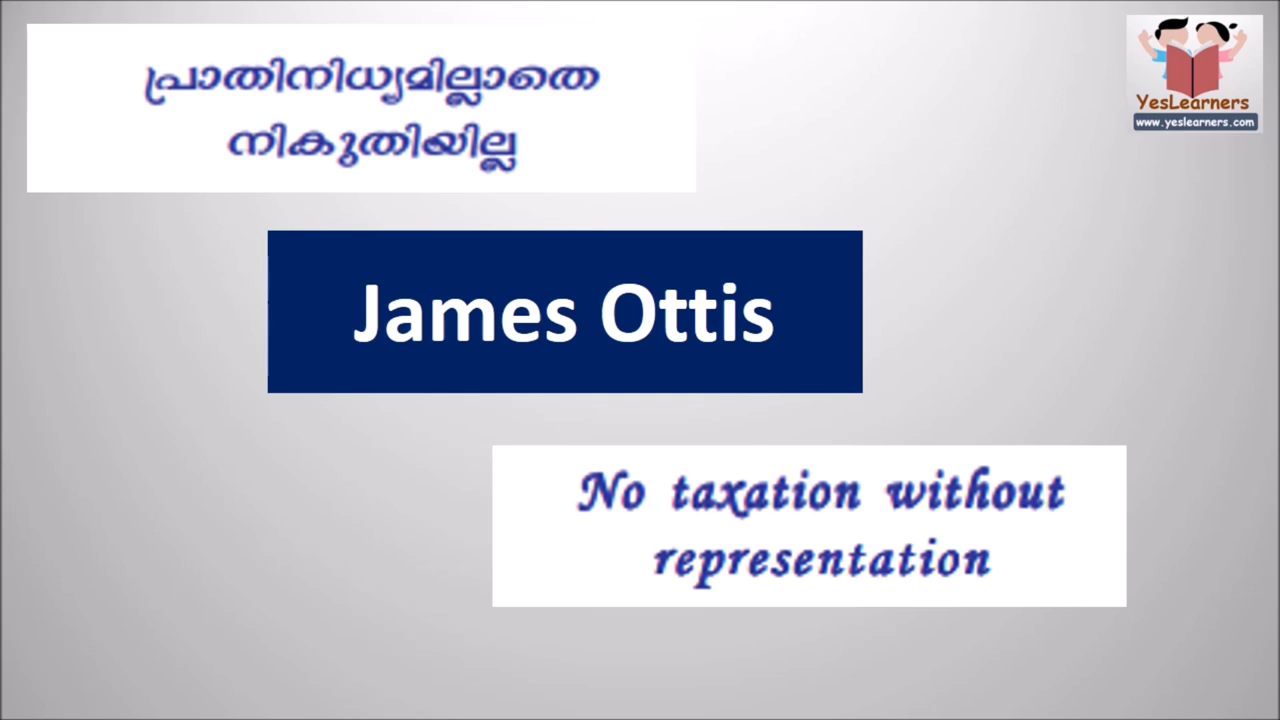 പ്രാതിനിധ്യമില്ലാതെ
നികുതിയില്ല
YesLearners
www.yeslearners.com
James Ottis
No taxation without
representation